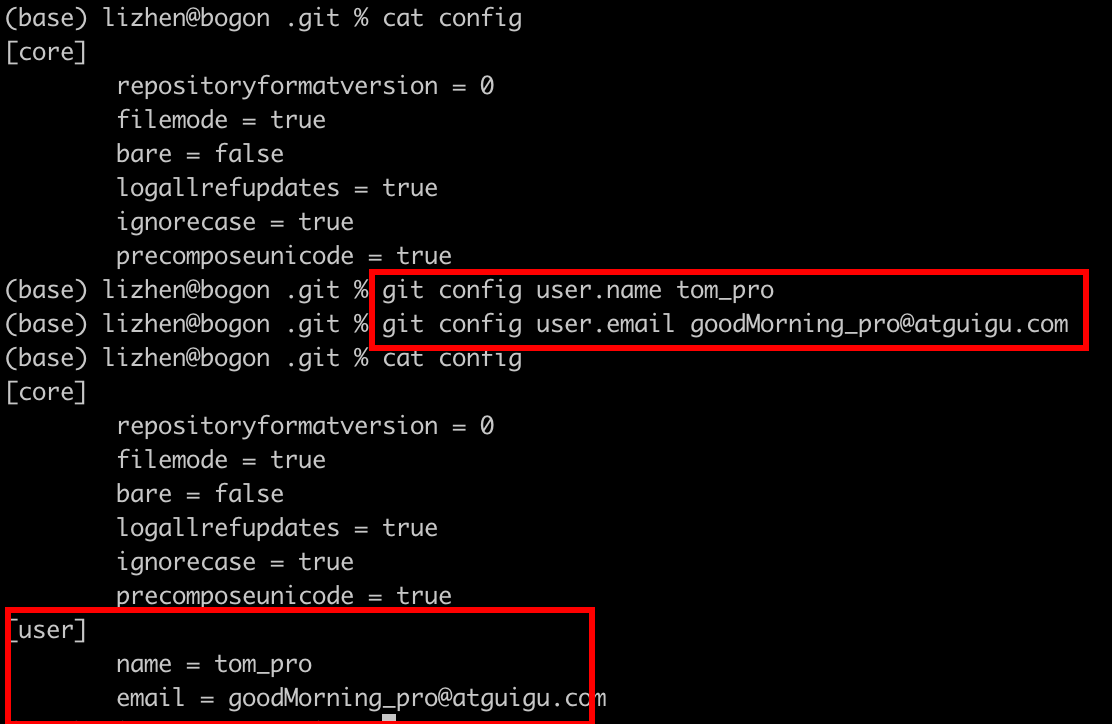 (base) lizhen@bogon .git % cat config
[core]
        repositoryformatversion = 0
        filemode = true
        bare = false
        logallrefupdates = true
        ignorecase = true
        precomposeunicode = true
(base) lizhen@bogon .git % git config user.name tom_pro
(base) lizhen@bogon .git % git config user.email goodMorning_pro@atguigu.com
(base) lizhen@bogon .git % cat config
[core]
        repositoryformatversion = 0
        filemode = true
        bare = false
        logallrefupdates = true
        ignorecase = true
        precomposeunicode = true
[user]
        name = tom_pro
        email = goodMorning_pro@atguigu.com